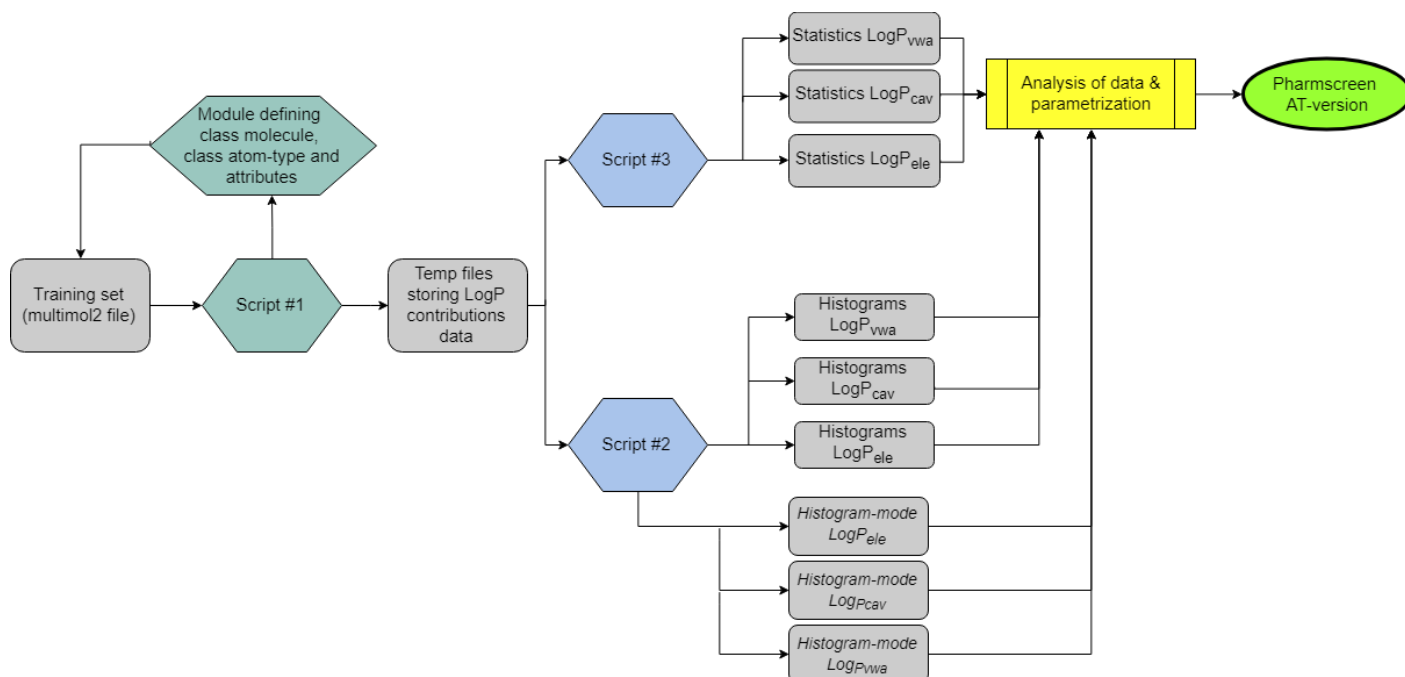 Module defining
class molecule,
class atom-type and
attributes
Training set
(multimol2 file)
Script #1
Temp files
storing LogP
contributions
data
Script #3
Statistics LogPvwa
Statistics LogPcav
Statistics LogPele
Analysis of data &
parametrization
Pharmscreen
AT-version
Script #2
Histograms
LogPvwa
Histograms
LogPcav
Histograms
LogPele
Histogram-mode
LogPele
Histogram-mode
LogPcav
Histogram-mode
LogPvwa